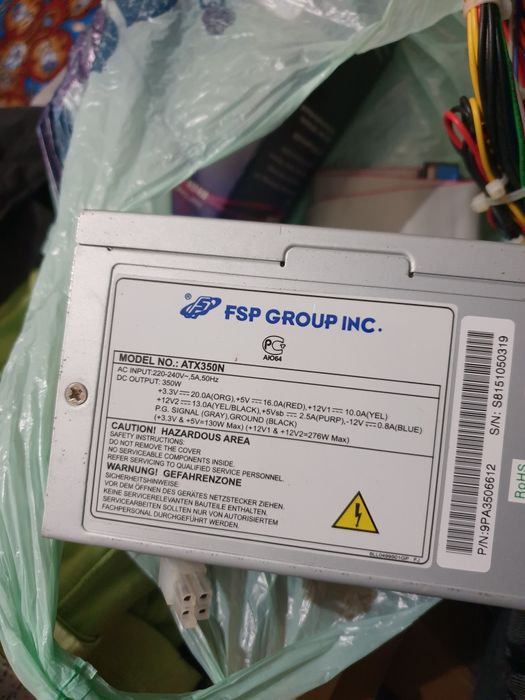 FSP GROUP INC.
AIO64
MODEL NO.: ATX350N
AC INPUT:220-240V~,5A,50Hz
DC OUTPUT: 350W
+3.3V⎓20.0A(ORG),+5V⎓16.0A(RED),+12V1⎓10.0A(YEL)
+12V2⎓13.0A(YEL/BLACK),+5Vsb⎓2.5A(PURP),-12V⎓0.8A(BLUE)
P.G. SIGNAL (GRAY),GROUND (BLACK)
(+3.3V & +5V=130W Max) (+12V1 & +12V2=276W Max)
CAUTION! HAZARDOUS AREA
SAFETY INSTRUCTIONS:
DO NOT REMOVE THE COVER
NO SERVICEABLE COMPONENTS INSIDE.
REFER SERVICING TO QUALIFIED SERVICE PERSONNEL.
WARNUNG! GEFAHRENZONE
SICHERHEITSHINWEISE:
VOR DEM ÖFFNEN DES GERÄTES NETZSTECKER ZIEHEN.
KEINE SERVICERELEVANTEN BAUTEILE ENTHALTEN.
SERVICEARBEITEN SOLLTEN NUR VON AUTORISIERTEM
FACHPERSONAL DURCHGEFÜHRT WERDEN.
P/N:9PA3506612
S/N: S8151050319
RoHS